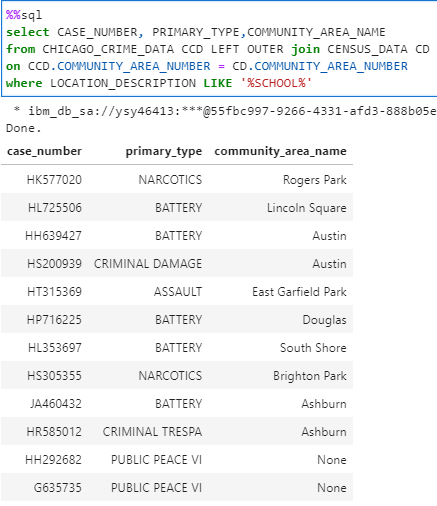 %%sql
select CASE_NUMBER, PRIMARY_TYPE,COMMUNITY_AREA_NAME
from CHICAGO_CRIME_DATA CCD LEFT OUTER join CENSUS_DATA CD
on CCD.COMMUNITY_AREA_NUMBER = CD.COMMUNITY_AREA_NUMBER
where LOCATION_DESCRIPTION LIKE '%SCHOOL%'
* ibm_db_sa://ysy46413:***@55fbc997-9266-4331-afd3-888b05e
Done.
case_number primary_type community_area_name
HK577020 NARCOTICS Rogers Park
HL725506 BATTERY Lincoln Square
HH639427 BATTERY Austin
HS200939 CRIMINAL DAMAGE Austin
HT315369 ASSAULT East Garfield Park
HP716225 BATTERY Douglas
HL353697 BATTERY South Shore
HS305355 NARCOTICS Brighton Park
JA460432 BATTERY Ashburn
HR585012 CRIMINAL TRESPA Ashburn
HH292682 PUBLIC PEACE VI None
G635735 PUBLIC PEACE VI None